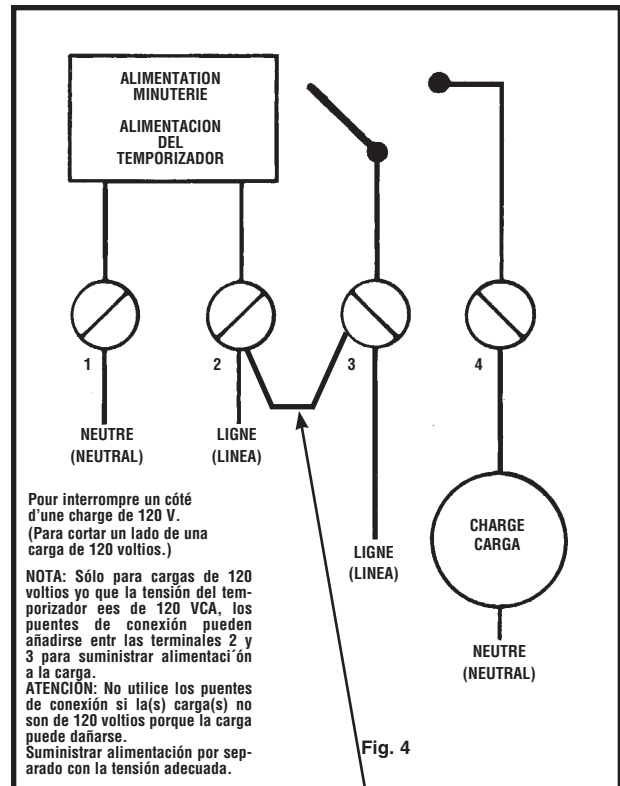 ALIMENTATION
MINUTERIE
ALIMENTACION
DEL
TEMPORIZADOR
1
2
3
4
NEUTRE
(NEUTRAL)
LIGNE
(LINEA)
LIGNE
(LINEA)
CHARGE
CARGA
NEUTRE
(NEUTRAL)
Pour interrompre un côté
d'une charge de 120 V.
(Para cortar un lado de una
carga de 120 voltios.)
NOTA: Sólo para cargas de 120
voltios yo que la tensión del tem-
porizador ees de 120 VCA, los
puentes de conexión pueden
añadirse entr las terminales 2 y
3 para suministrar alimentaci´ón
a la carga.
ATENCIÓN: No utilice los puentes
de conexión si la(s) carga(s) no
son de 120 voltios porque la carga
puede dañarse.
Suministrar alimentación por sep-
arado con la tensión adecuada.
Fig. 4